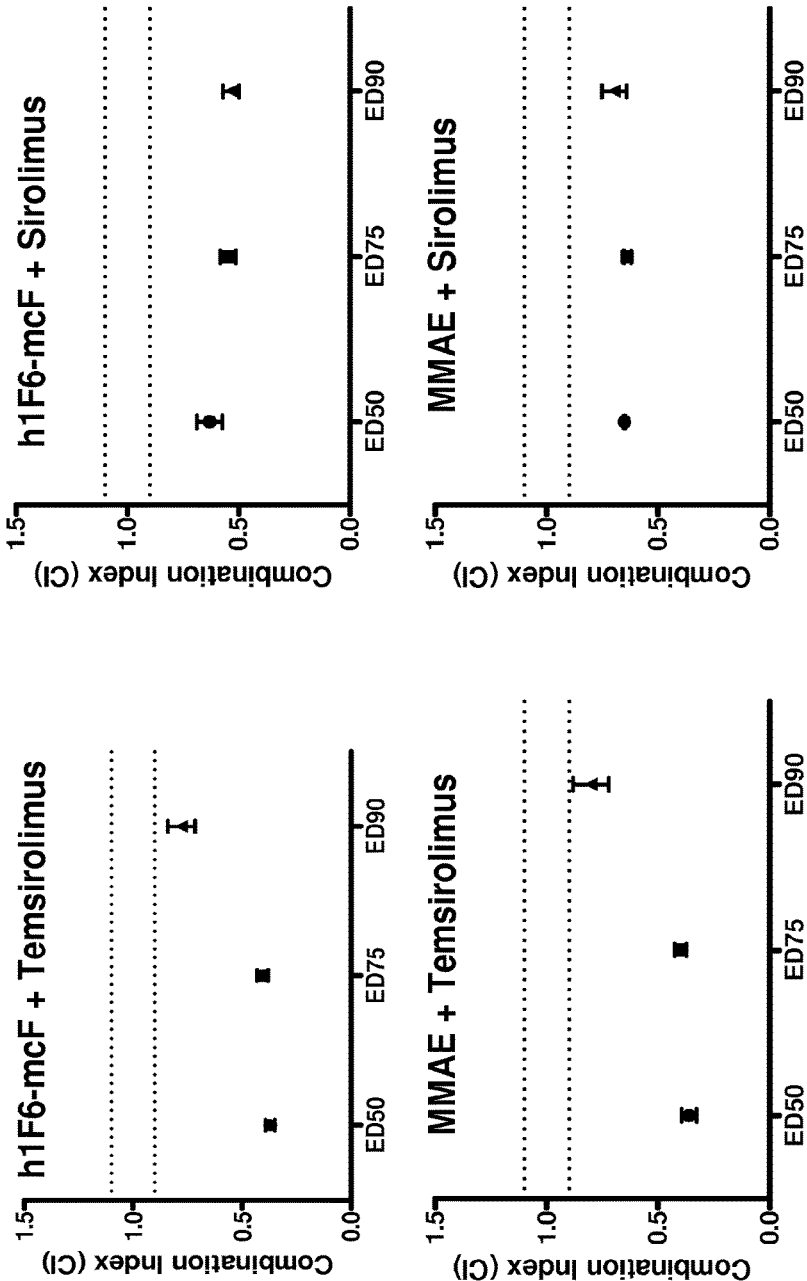 h1F6-mcF + Temsirolimus
Combination Index (CI)
1.5
1.0
0.5
0.0
ED50
ED75
ED90
h1F6-mcF + Sirolimus
Combination Index (CI)
1.5
1.0
0.5
0.0
ED50
ED75
ED90
MMAE + Temsirolimus
Combination Index (CI)
1.5
1.0
0.5
0.0
ED50
ED75
ED90
MMAE + Sirolimus
Combination Index (CI)
1.5
1.0
0.5
0.0
ED50
ED75
ED90